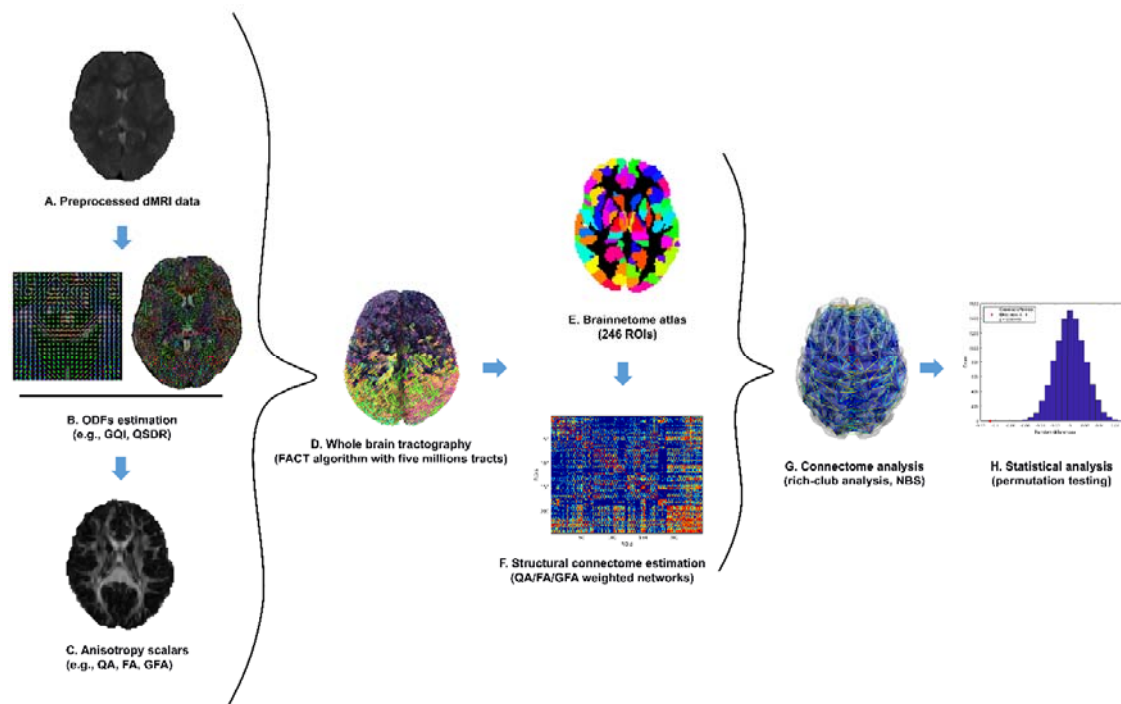 A. Preprocessed dMRI data
B. ODFs estimation
(e.g., GQI, QSDR)
C. Anisotropy scalars
(e.g., QA, FA, GFA)
D. Whole brain tractography
(FACT algorithm with five millions tracts)
E. Brainnetome atlas
(246 ROIs)
F. Structural connectome estimation
(QA/FA/GFA weighted networks)
G. Connectome analysis
(rich-club analysis, NBS)
H. Statistical analysis
(permutation testing)